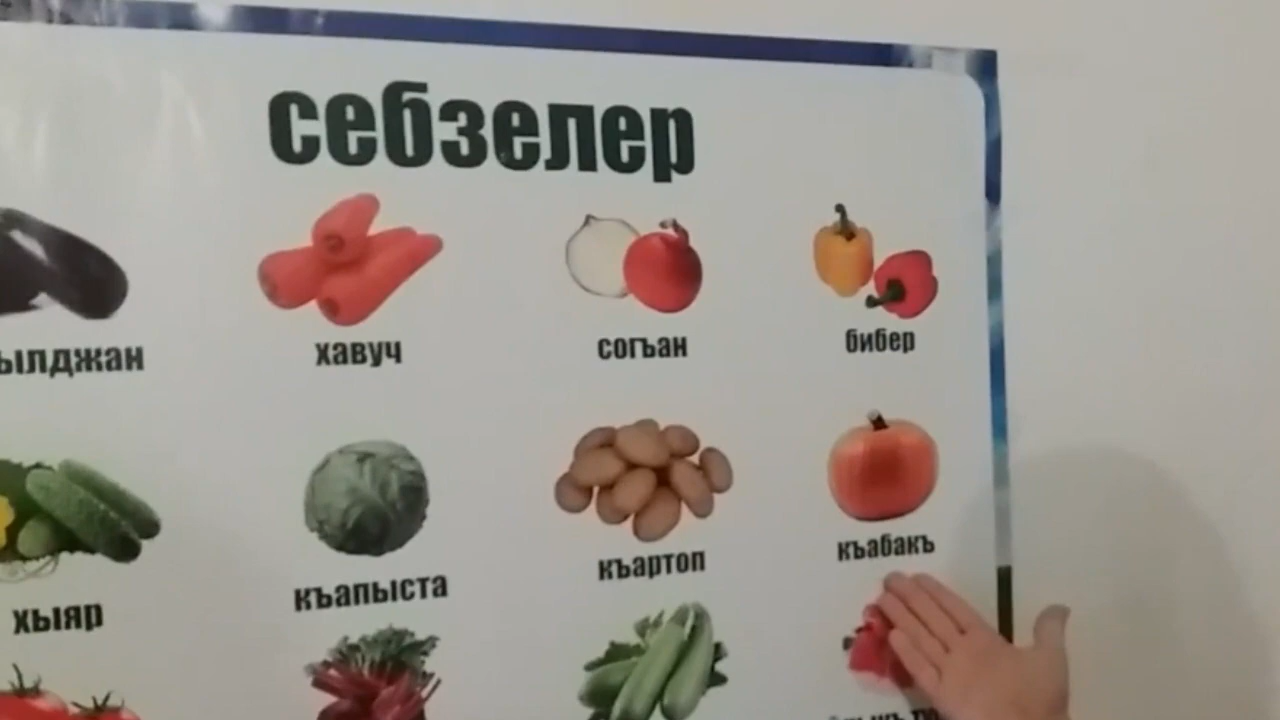 себзелер
хавуч
согъан
бибер
къапыста
къартоп
къабакъ
хыяр